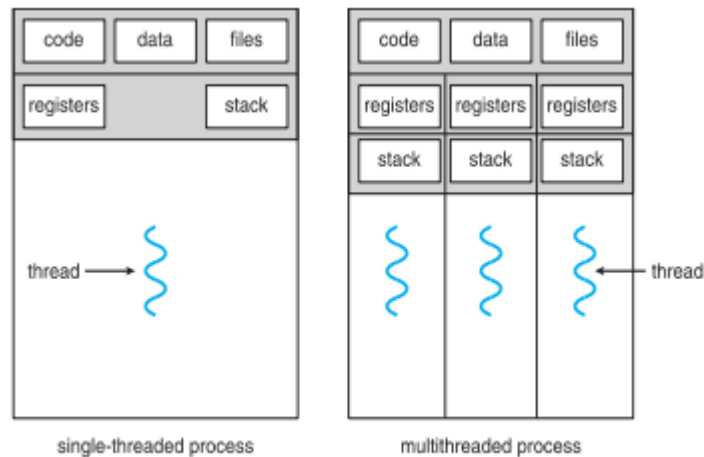 code data files
registers stack
thread
single-threaded process
code data files
registers registers registers
stack stack stack
thread
multithreaded process